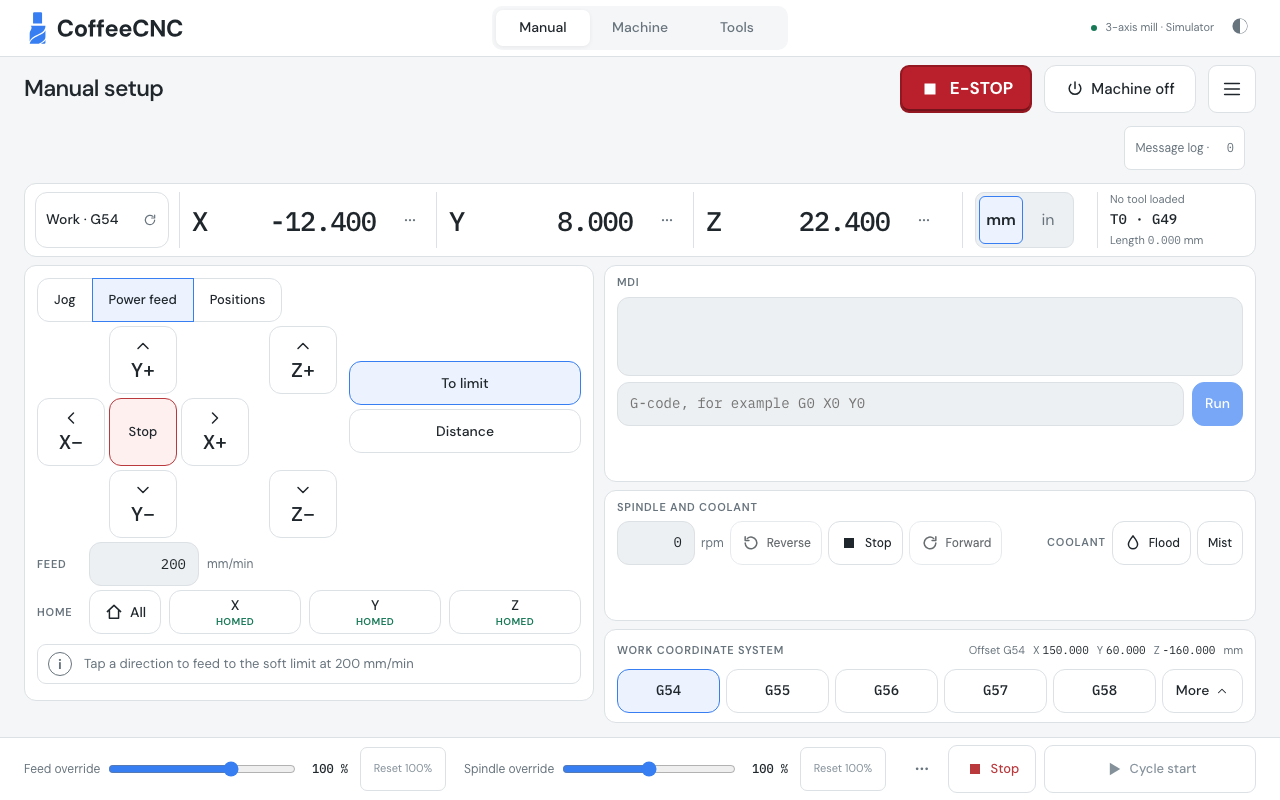 CoffeeCNC
Manual Machine Tools
3-axis mill · Simulator
Manual setup
E-STOP
Machine off
Message log · 0
Work · G54
X -12.400 ···
Y 8.000 ···
Z 22.400 ···
mm in
No tool loaded
T0 · G49
Length 0.000 mm
Jog Power feed Positions
Y+
Z+
X−
Stop
X+
Y−
Z−
To limit
Distance
FEED 200 mm/min
HOME All
X
HOMED
Y
HOMED
Z
HOMED
i Tap a direction to feed to the soft limit at 200 mm/min
MDI
G-code, for example G0 X0 Y0
Run
SPINDLE AND COOLANT
0 rpm Reverse Stop Forward
COOLANT Flood Mist
WORK COORDINATE SYSTEM
Offset G54 X 150.000 Y 60.000 Z -160.000 mm
G54 G55 G56 G57 G58 More
Feed override 100 % Reset 100%
Spindle override 100 % Reset 100%
··· Stop Cycle start